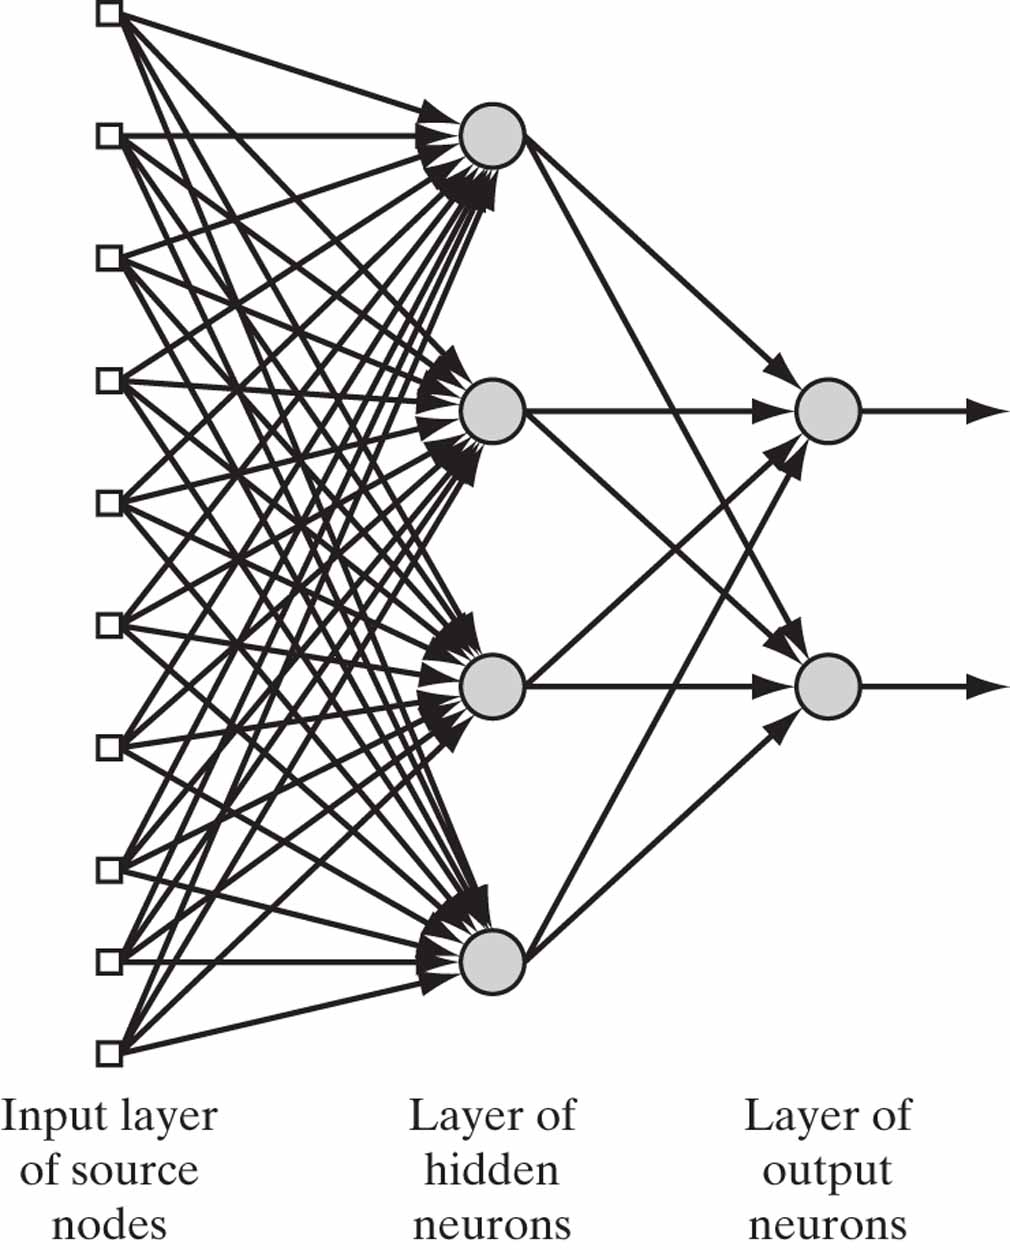 Input layer
of source
nodes
Layer of
hidden
neurons
Layer of
output
neurons